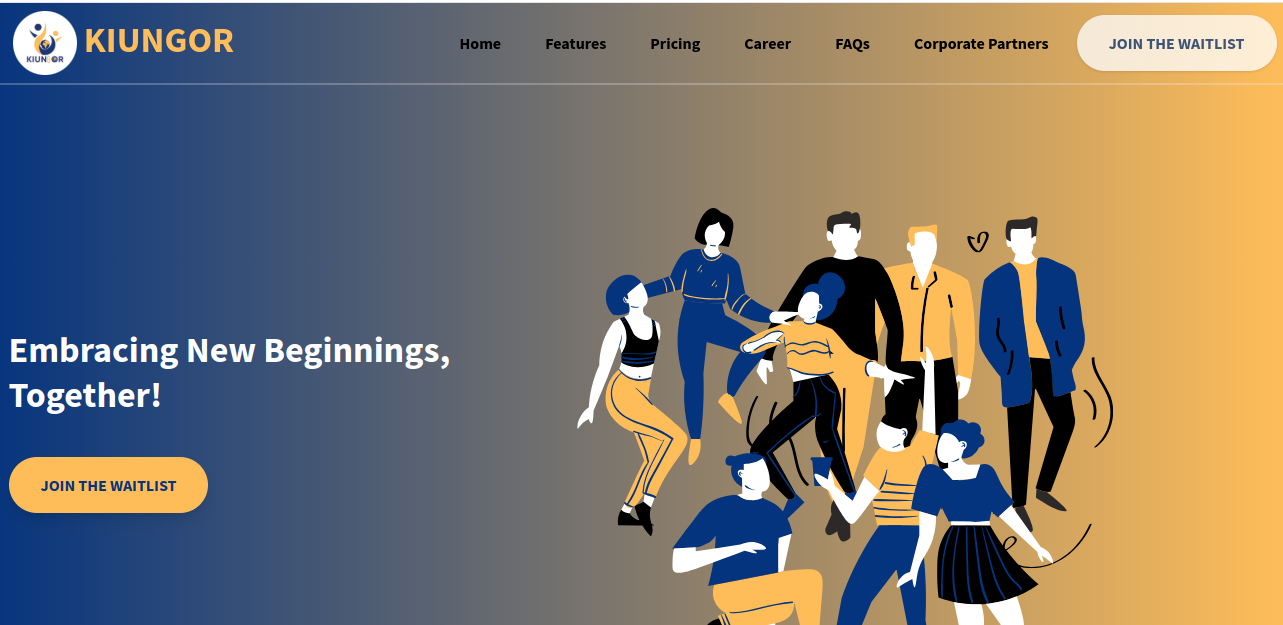 KIUNGOR
KIUNGOR
Home Features Pricing Career FAQs Corporate Partners JOIN THE WAITLIST
Embracing New Beginnings,
Together!
JOIN THE WAITLIST